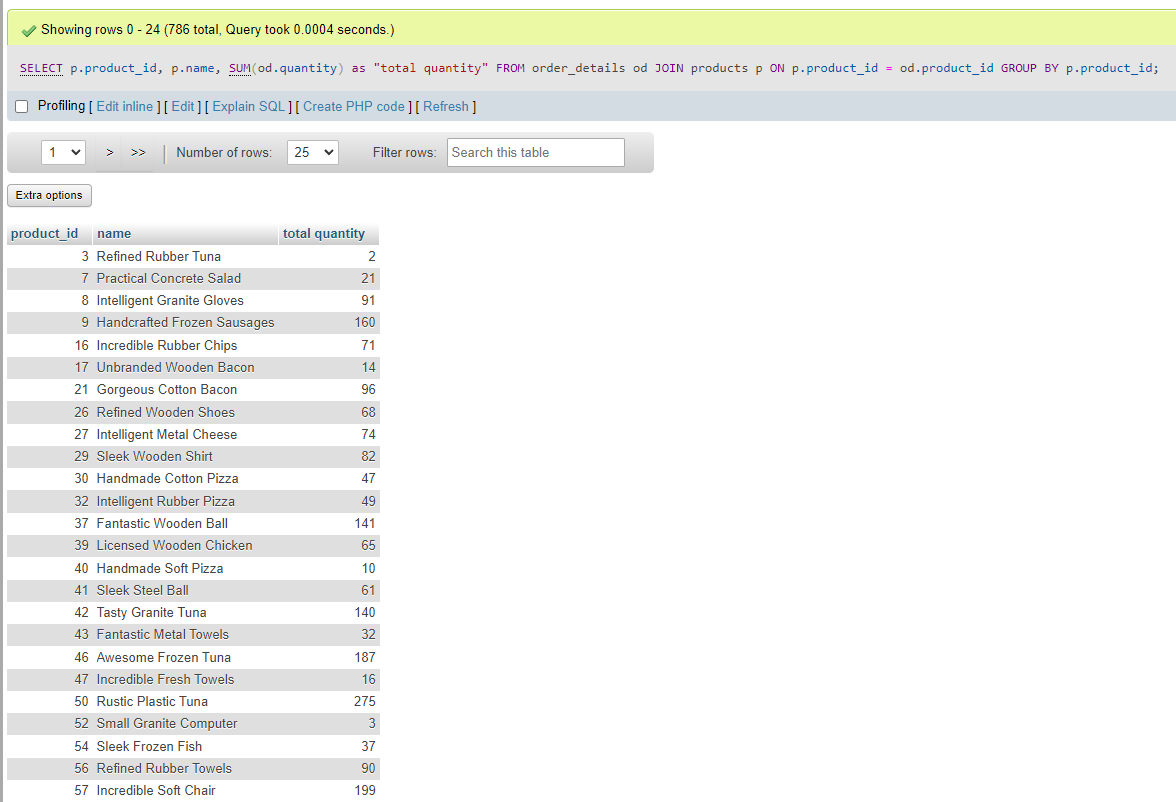 Showing rows 0 - 24 (786 total, Query took 0.0004 seconds.)
SELECT p.product_id, p.name, SUM(od.quantity) as "total quantity" FROM order_details od JOIN products p ON p.product_id = od.product_id GROUP BY p.product_id;
Profiling [ Edit inline ] [ Edit ] [ Explain SQL ] [ Create PHP code ] [ Refresh ]
1 > >> | Number of rows: 25 Filter rows: Search this table
Extra options
product_id name total quantity
3 Refined Rubber Tuna 2
7 Practical Concrete Salad 21
8 Intelligent Granite Gloves 91
9 Handcrafted Frozen Sausages 160
16 Incredible Rubber Chips 71
17 Unbranded Wooden Bacon 14
21 Gorgeous Cotton Bacon 96
26 Refined Wooden Shoes 68
27 Intelligent Metal Cheese 74
29 Sleek Wooden Shirt 82
30 Handmade Cotton Pizza 47
32 Intelligent Rubber Pizza 49
37 Fantastic Wooden Ball 141
39 Licensed Wooden Chicken 65
40 Handmade Soft Pizza 10
41 Sleek Steel Ball 61
42 Tasty Granite Tuna 140
43 Fantastic Metal Towels 32
46 Awesome Frozen Tuna 187
47 Incredible Fresh Towels 16
50 Rustic Plastic Tuna 275
52 Small Granite Computer 3
54 Sleek Frozen Fish 37
56 Refined Rubber Towels 90
57 Incredible Soft Chair 199